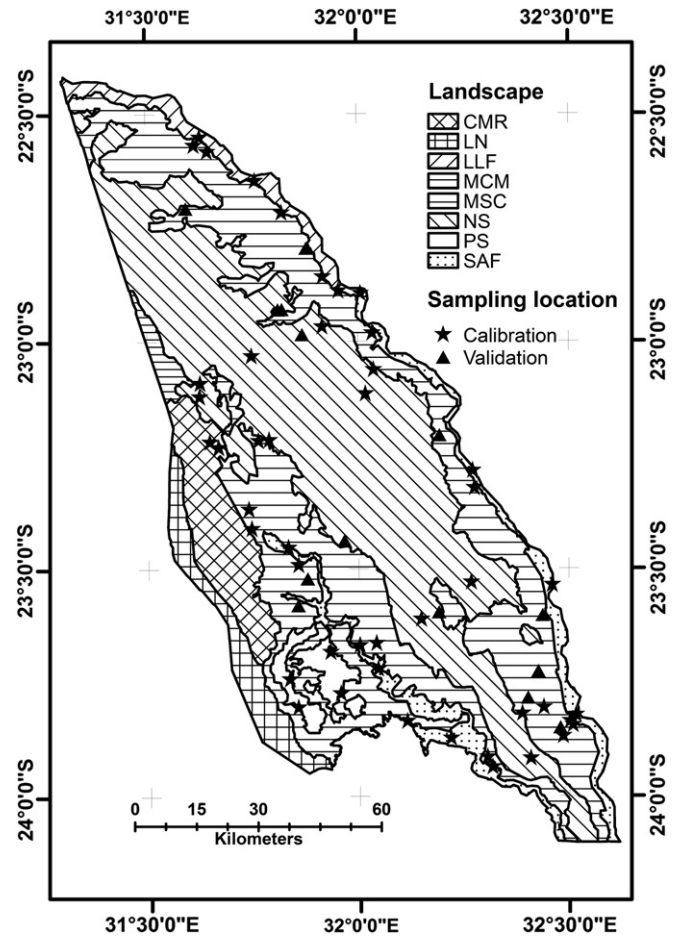 31°30'0"E 32°0'0"E 32°30'0"E
22°30'0"S
22°30'0"S
Landscape
CMR
LN
LLF
MCM
MSC
NS
PS
SAF
Sampling location
Calibration
Validation
23°0'0"S
23°0'0"S
23°30'0"S
23°30'0"S
24°0'0"S
24°0'0"S
0 15 30 60
Kilometers
31°30'0"E 32°0'0"E 32°30'0"E